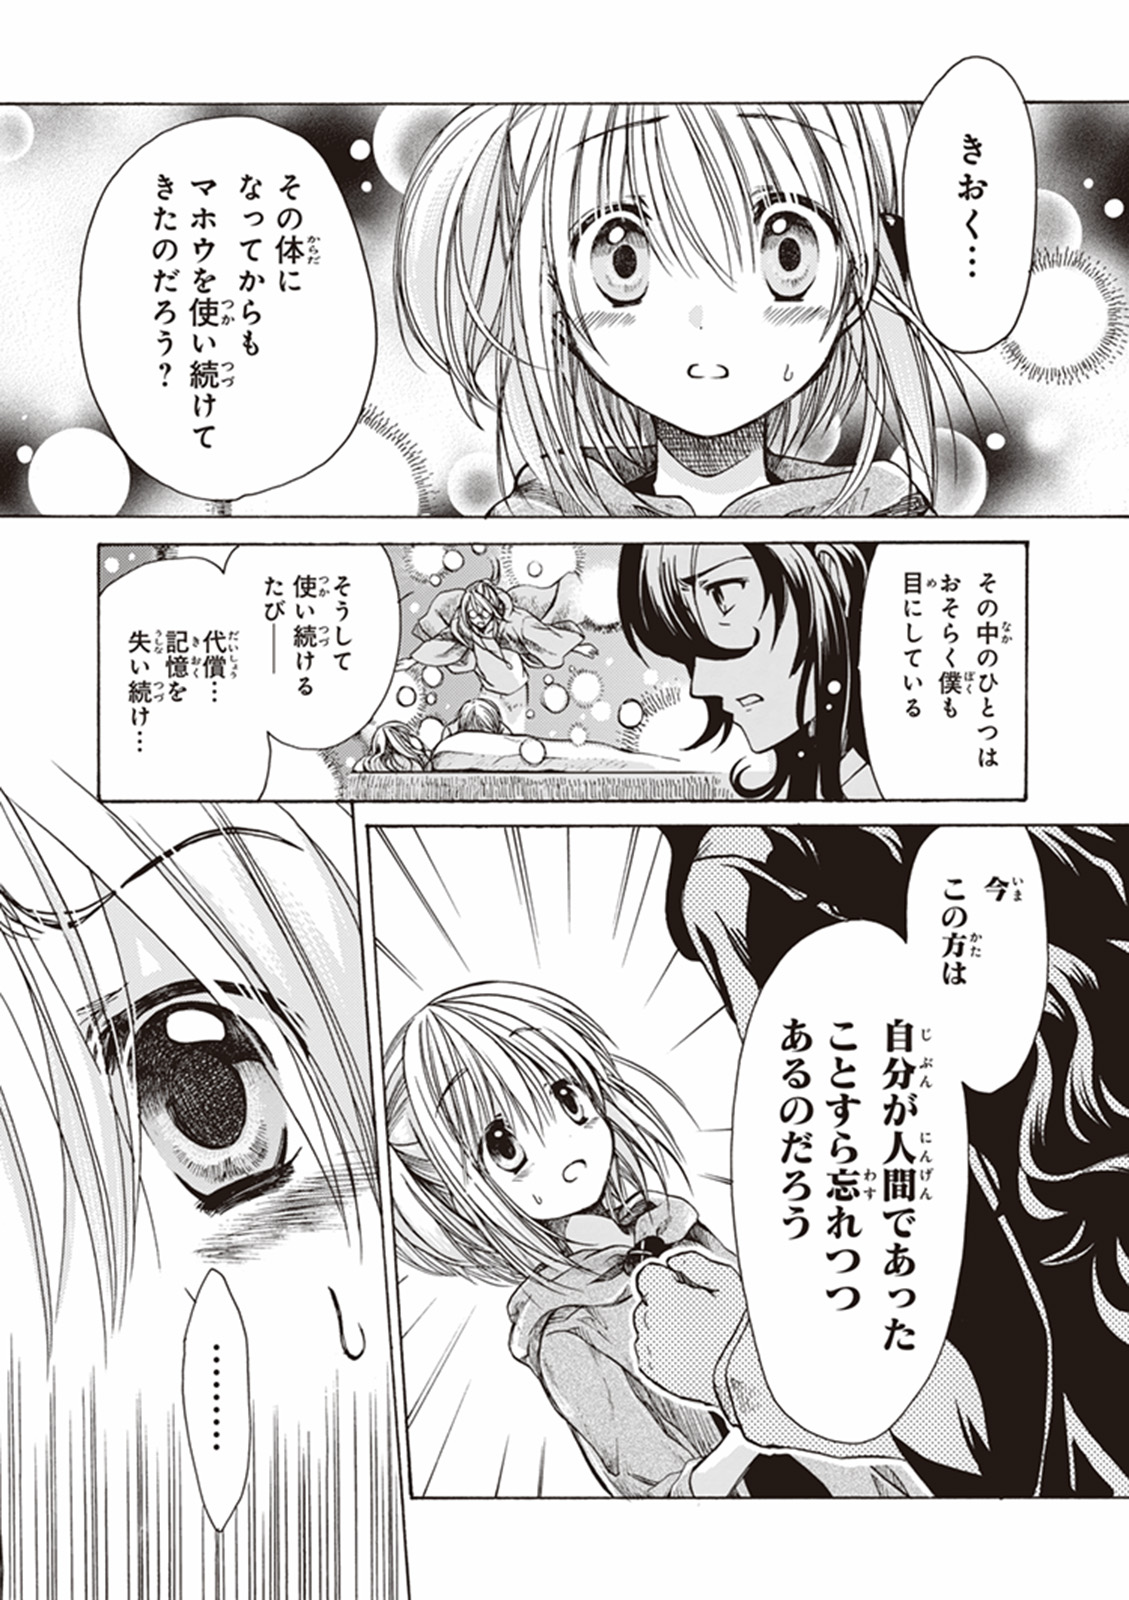 きおく…
その体に
なってからも
マホウを使い続けて
きたのだろう？
その中のひとつは
おそらく僕も
目にしている
そうして
使い続ける
たび──
代償…
記憶を
失い続け…
今
この方は
自分が人間であった
ことすら忘れつつ
あるのだろう
………